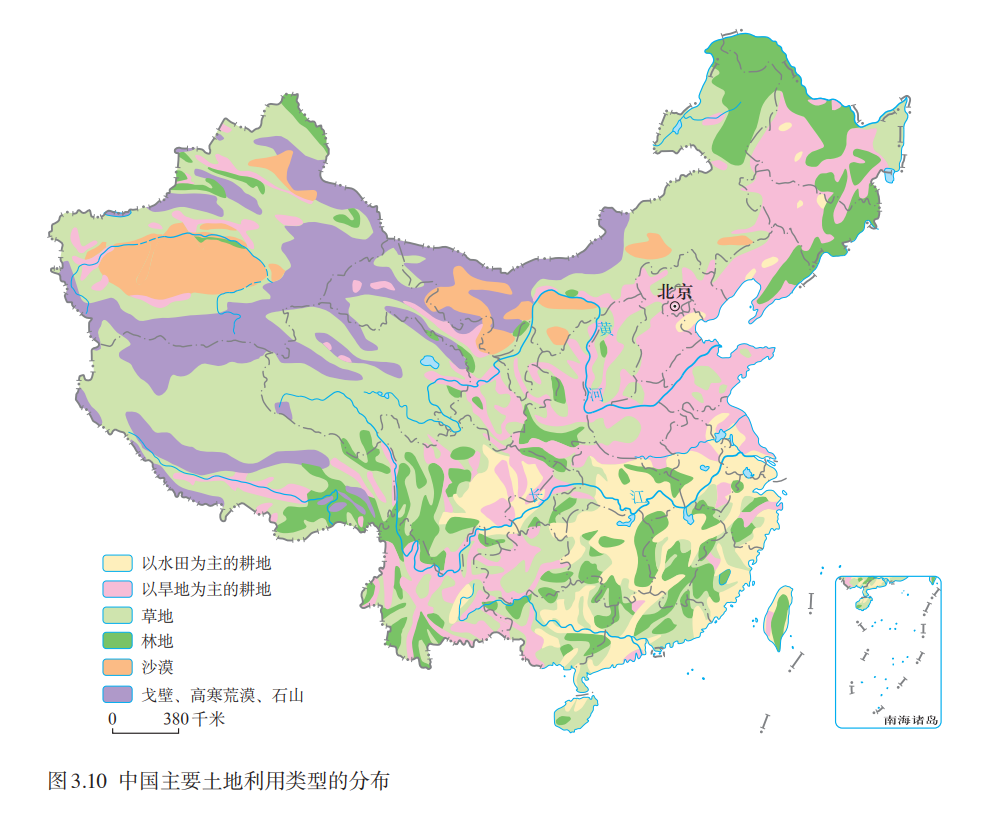 北京
黄
河
长
江
以水田为主的耕地
以旱地为主的耕地
草地
林地
沙漠
戈壁、高寒荒漠、石山
0 380千米
南海诸岛
图3.10 中国主要土地利用类型的分布